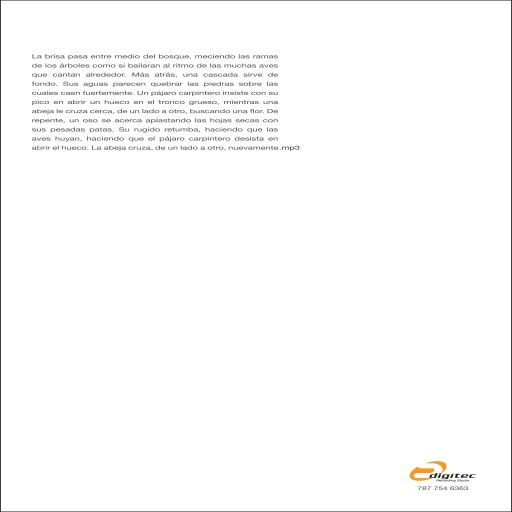 La brisa pasa entre medio del bosque, meciendo las ramas
de los árboles como si bailaran al ritmo de las muchas aves
que cantan alrededor. Más atrás, una cascada sirve de
fondo. Sus aguas parecen quebrar las piedras sobre las
cuales caen fuertemente. Un pájaro carpintero insiste con su
pico en abrir un hueco en el tronco grueso, mientras una
abeja le cruza cerca, de un lado a otro, buscando una flor. De
repente, un oso se acerca aplastando las hojas secas con
sus pesadas patas. Su rugido retumba, haciendo que las
aves huyan, haciendo que el pájaro carpintero desista en
abrir el hueco. La abeja cruza, de un lado a otro, nuevamente.mp3
digitec
Recording Studio
787 754 6363